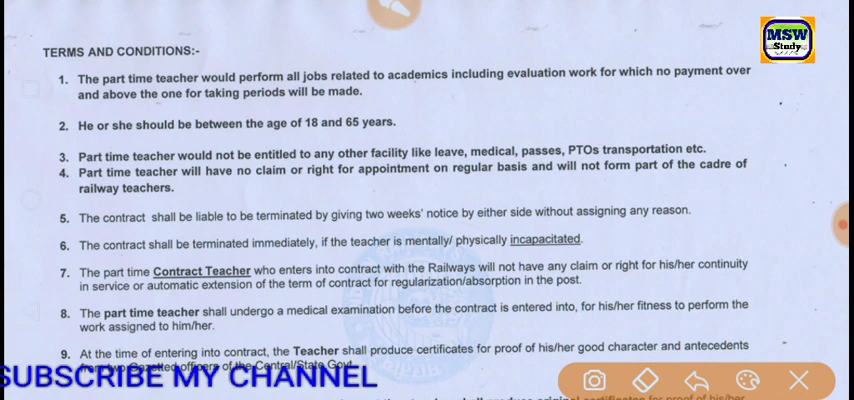 MSW
Study
TERMS AND CONDITIONS:-
1. The part time teacher would perform all jobs related to academics including evaluation work for which no payment over
and above the one for taking periods will be made.
2. He or she should be between the age of 18 and 65 years.
3. Part time teacher would not be entitled to any other facility like leave, medical, passes, PTOs transportation etc.
4. Part time teacher will have no claim or right for appointment on regular basis and will not form part of the cadre of
railway teachers.
5. The contract shall be liable to be terminated by giving two weeks' notice by either side without assigning any reason.
6. The contract shall be terminated immediately, if the teacher is mentally/ physically incapacitated.
7. The part time Contract Teacher who enters into contract with the Railways will not have any claim or right for his/her continuity
in service or automatic extension of the term of contract for regularization/absorption in the post.
8. The part time teacher shall undergo a medical examination before the contract is entered into, for his/her fitness to perform the
work assigned to him/her.
9. At the time of entering into contract, the Teacher shall produce certificates for proof of his/her good character and antecedents
from two Gazetted officers of the Central/State Govt.
SUBSCRIBE MY CHANNEL